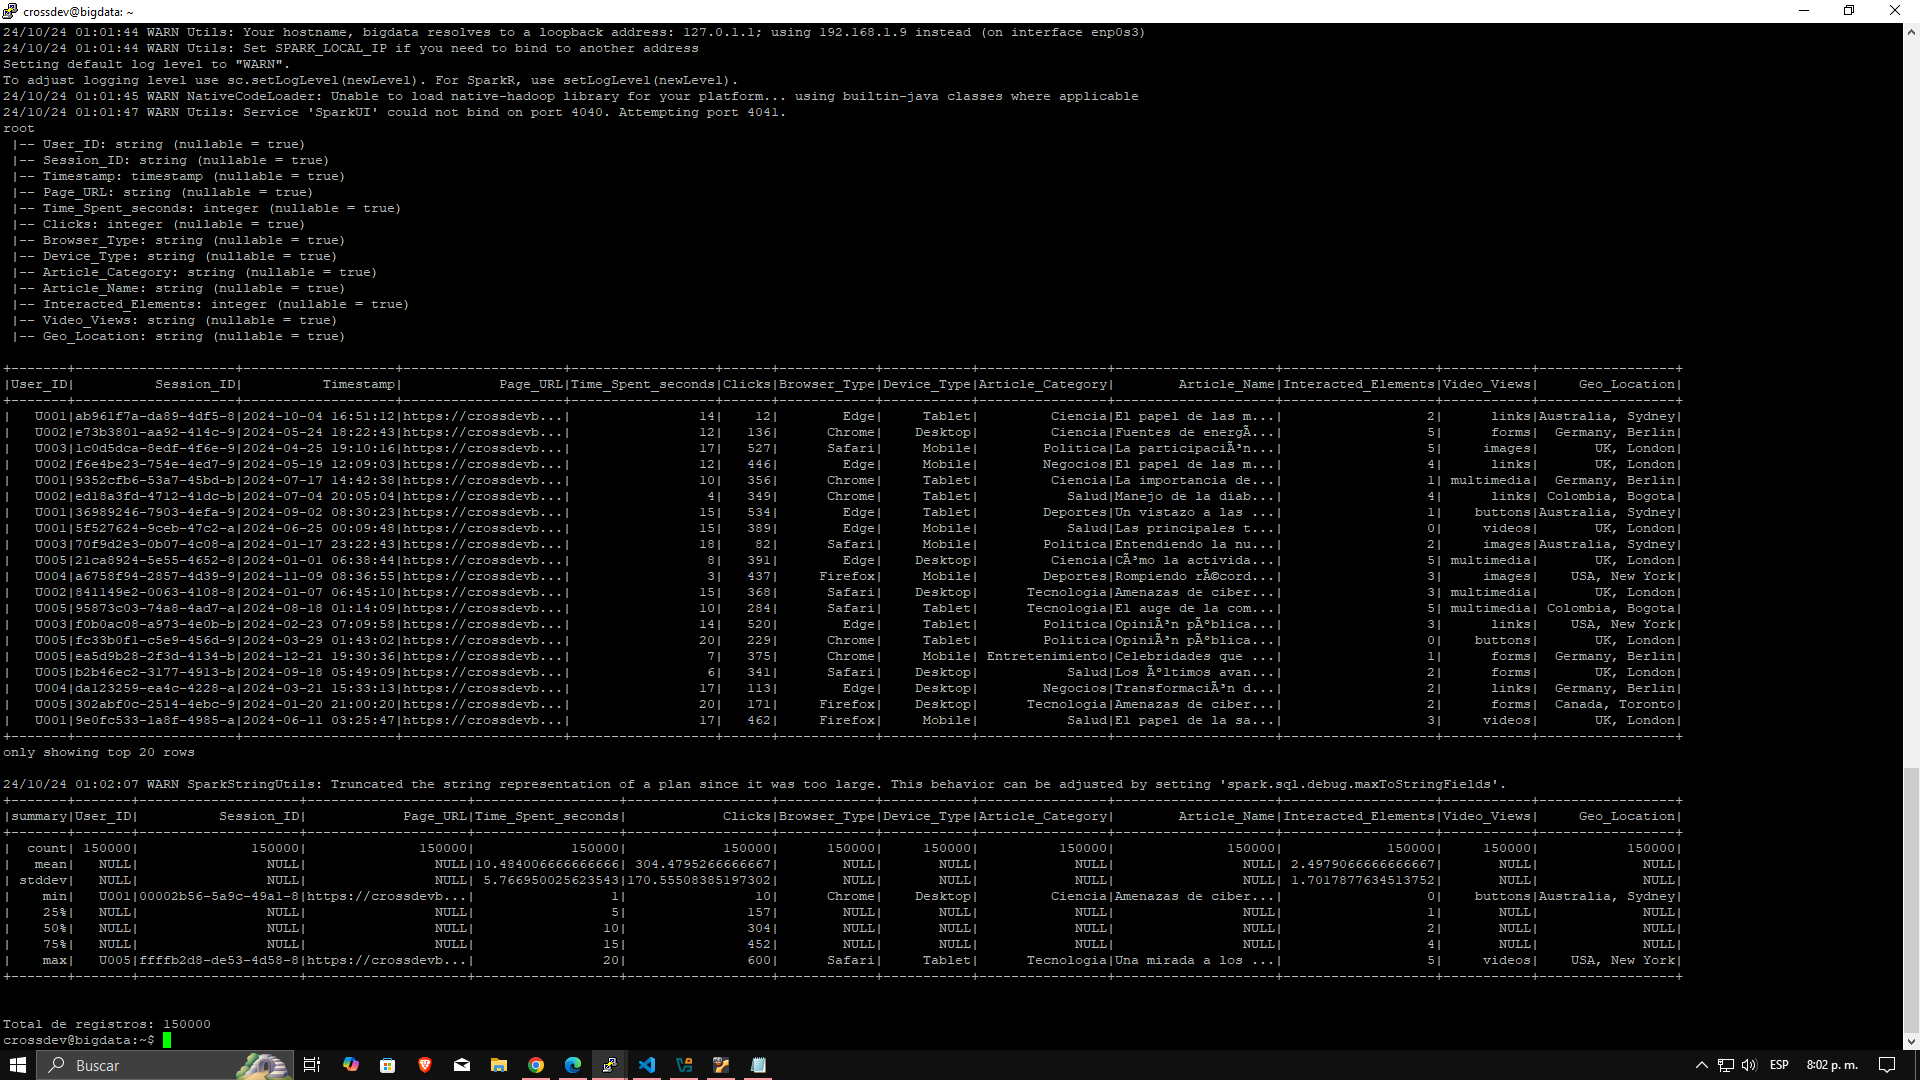 crossdev@bigdata: ~
24/10/24 01:01:44 WARN Utils: Your hostname, bigdata resolves to a loopback address: 127.0.1.1; using 192.168.1.9 instead (on interface enp0s3)
24/10/24 01:01:44 WARN Utils: Set SPARK_LOCAL_IP if you need to bind to another address
Setting default log level to "WARN".
To adjust logging level use sc.setLogLevel(newLevel). For SparkR, use setLogLevel(newLevel).
24/10/24 01:01:45 WARN NativeCodeLoader: Unable to load native-hadoop library for your platform... using builtin-java classes where applicable
24/10/24 01:01:47 WARN Utils: Service 'SparkUI' could not bind on port 4040. Attempting port 4041.
root
 |-- User_ID: string (nullable = true)
 |-- Session_ID: string (nullable = true)
 |-- Timestamp: timestamp (nullable = true)
 |-- Page_URL: string (nullable = true)
 |-- Time_Spent_seconds: integer (nullable = true)
 |-- Clicks: integer (nullable = true)
 |-- Browser_Type: string (nullable = true)
 |-- Device_Type: string (nullable = true)
 |-- Article_Category: string (nullable = true)
 |-- Article_Name: string (nullable = true)
 |-- Interacted_Elements: integer (nullable = true)
 |-- Video_Views: string (nullable = true)
 |-- Geo_Location: string (nullable = true)
|User_ID| Session_ID| Timestamp| Page_URL|Time_Spent_seconds|Clicks|Browser_Type|Device_Type|Article_Category| Article_Name|Interacted_Elements|Video_Views| Geo_Location|
| U001|ab961f7a-da89-4df5-8|2024-10-04 16:51:12|https://crossdevb...| 14| 12| Edge| Tablet| Ciencia|El papel de las m...| 2| links|Australia, Sydney|
| U002|e73b3801-aa92-414c-9|2024-05-24 18:22:43|https://crossdevb...| 12| 136| Chrome| Desktop| Ciencia|Fuentes de energÃ...| 5| forms| Germany, Berlin|
| U003|1c0d5dca-8edf-4f6e-9|2024-04-25 19:10:16|https://crossdevb...| 17| 527| Safari| Mobile| Politica|La participaciÃ³n...| 5| images| UK, London|
| U002|f6e4be23-754e-4ed7-9|2024-05-19 12:09:03|https://crossdevb...| 12| 446| Edge| Tablet| Negocios|El papel de las m...| 4| links| UK, London|
| U001|9352cfb6-53a7-45bd-b|2024-07-17 14:42:38|https://crossdevb...| 10| 356| Chrome| Tablet| Ciencia|La importancia de...| 1| multimedia| Germany, Berlin|
| U002|ed18a3fd-4712-41dc-b|2024-07-04 20:05:04|https://crossdevb...| 4| 349| Chrome| Tablet| Salud|Manejo de la diab...| 4| links| Colombia, Bogota|
| U001|36989246-7903-4efa-9|2024-09-02 08:30:23|https://crossdevb...| 15| 534| Edge| Tablet| Deportes|Un vistazo a las ...| 1| buttons|Australia, Sydney|
| U001|5f527624-9ceb-47c2-a|2024-06-25 00:09:48|https://crossdevb...| 15| 389| Edge| Mobile| Salud|Las principales t...| 0| videos| UK, London|
| U003|70f9d2e3-0b07-4c08-a|2024-01-17 23:22:43|https://crossdevb...| 18| 82| Safari| Mobile| Politica|Entendiendo la nu...| 2| images|Australia, Sydney|
| U005|21ca8924-5e55-4652-8|2024-01-01 06:38:44|https://crossdevb...| 8| 391| Edge| Desktop| Ciencia|CÃ³mo la activida...| 5| multimedia| UK, London|
| U004|a6758f94-2857-4d39-9|2024-11-09 08:36:55|https://crossdevb...| 3| 437| Firefox| Mobile| Deportes|Rompiendo rÃ©cord...| 3| images| USA, New York|
| U002|841149e2-0063-4108-8|2024-01-07 06:45:10|https://crossdevb...| 15| 368| Safari| Desktop| Tecnologia|Amenazas de ciber...| 3| multimedia| UK, London|
| U005|95873c03-74a8-4ad7-a|2024-08-18 01:14:09|https://crossdevb...| 10| 284| Safari| Tablet| Tecnologia|El auge de la com...| 5| multimedia| Colombia, Bogota|
| U003|f0b0ac08-a973-4e0b-b|2024-02-23 07:09:58|https://crossdevb...| 14| 520| Edge| Tablet| Politica|OpiniÃ³n pÃºblica...| 3| links| USA, New York|
| U005|fc33b0f1-c5e9-456d-9|2024-03-29 01:43:02|https://crossdevb...| 20| 229| Chrome| Tablet| Politica|OpiniÃ³n pÃºblica...| 0| buttons| UK, London|
| U005|ea5d9b28-2f3d-4134-b|2024-12-21 19:30:36|https://crossdevb...| 7| 375| Chrome| Mobile| Entretenimiento|Celebridades que ...| 1| forms| Germany, Berlin|
| U005|b2b46ec2-3177-4913-b|2024-09-18 05:49:09|https://crossdevb...| 6| 341| Safari| Desktop| Salud|Los Ãºltimos avan...| 2| forms| UK, London|
| U004|da123259-ea4c-4228-a|2024-03-21 15:33:13|https://crossdevb...| 17| 113| Edge| Desktop| Negocios|TransformaciÃ³n d...| 2| links| Germany, Berlin|
| U005|302abf0c-2514-4ebc-9|2024-01-20 21:00:20|https://crossdevb...| 20| 171| Firefox| Desktop| Tecnologia|Amenazas de ciber...| 2| forms| Canada, Toronto|
| U001|9e0fc533-1a8f-4985-a|2024-06-11 03:25:47|https://crossdevb...| 17| 462| Firefox| Mobile| Salud|El papel de la sa...| 3| videos| UK, London|
only showing top 20 rows
24/10/24 01:02:07 WARN SparkStringUtils: Truncated the string representation of a plan since it was too large. This behavior can be adjusted by setting 'spark.sql.debug.maxToStringFields'.
|summary|User_ID| Session_ID| Page_URL|Time_Spent_seconds| Clicks|Browser_Type|Device_Type|Article_Category| Article_Name|Interacted_Elements|Video_Views| Geo_Location|
| count| 150000| 150000| 150000| 150000| 150000| 150000| 150000| 150000| 150000| 150000| 150000| 150000|
| mean| NULL| NULL| NULL|10.484006666666666| 304.4795266666667| NULL| NULL| NULL| NULL| 2.4979066666666667| NULL| NULL|
| stddev| NULL| NULL| NULL| 5.766950025623543|170.55508385197302| NULL| NULL| NULL| NULL| 1.7017877634513752| NULL| NULL|
| min| U001|00002b56-5a9c-49a1-8|https://crossdevb...| 1| 10| Chrome| Desktop| Ciencia|Amenazas de ciber...| 0| buttons|Australia, Sydney|
| 25%| NULL| NULL| NULL| 5| 157| NULL| NULL| NULL| NULL| 1| NULL| NULL|
| 50%| NULL| NULL| NULL| 10| 304| NULL| NULL| NULL| NULL| 2| NULL| NULL|
| 75%| NULL| NULL| NULL| 15| 452| NULL| NULL| NULL| NULL| 4| NULL| NULL|
| max| U005|ffffb2d8-de53-4d58-8|https://crossdevb...| 20| 600| Safari| Tablet| Tecnologia|Una mirada a los ...| 5| videos| USA, New York|
Total de registros: 150000
crossdev@bigdata:~$
Buscar
ESP
8:02 p. m.